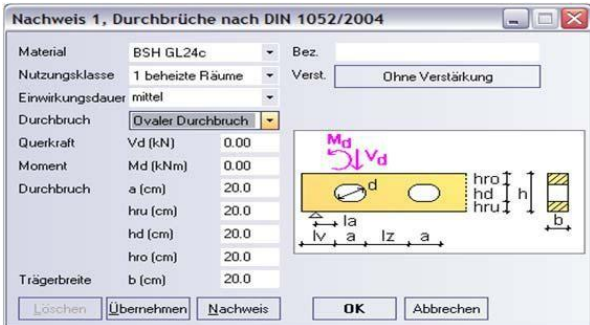 Nachweis 1, Durchbrüche nach DIN 1052/2004
Material BSH GL24c Bez.
Nutzungsklasse 1 beheizte Räume Verst. Ohne Verstärkung
Einwirkungsdauer mittel
Durchbruch Ovaler Durchbruch
Querkraft Vd (kN) 0.00
Moment Md (kNm) 0.00
Durchbruch a (cm) 20.0
hru (cm) 20.0
hd (cm) 20.0
hro (cm) 20.0
Trägerbreite b (cm) 20.0
Md Vd
d hro
hd h
hru
la b
lv a lz a
Löschen Übernehmen Nachweis OK Abbrechen